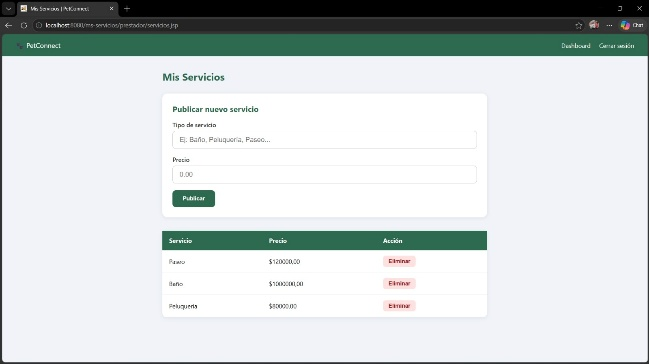 Mis Servicios | PetConnect
localhost:8080/ms-servicios/prestador/servicios.jsp
Chat
PetConnect
Dashboard Cerrar sesión
Mis Servicios
Publicar nuevo servicio
Tipo de servicio
Ej: Baño, Peluquería, Paseo...
Precio
0.00
Publicar
Servicio Precio Acción
Paseo $120000,00 Eliminar
Baño $1000000,00 Eliminar
Peluquería $80000,00 Eliminar